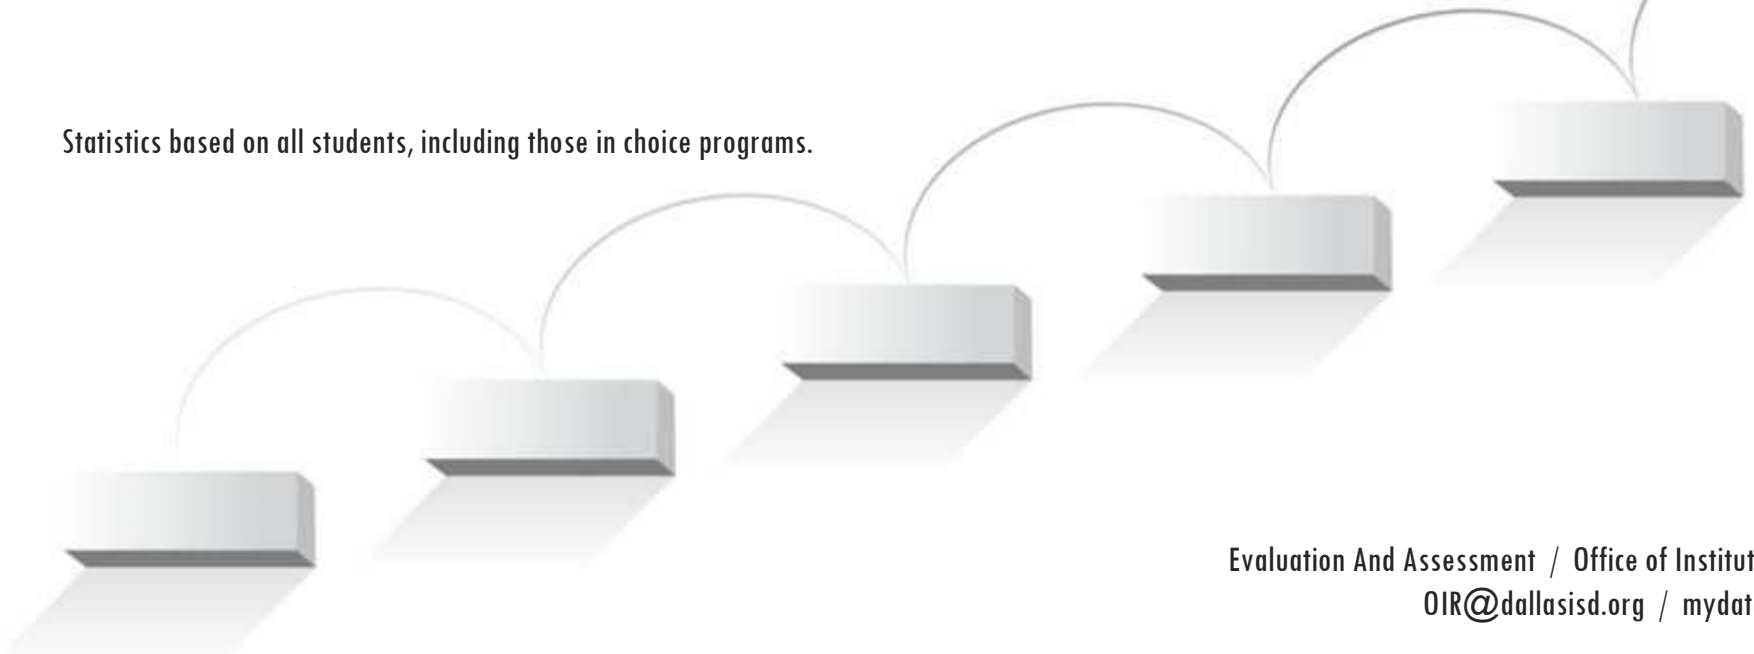 Statistics based on all students, including those in choice programs.
Evaluation And Assessment / Office of Institut
OIR@dallasisd.org / mydat